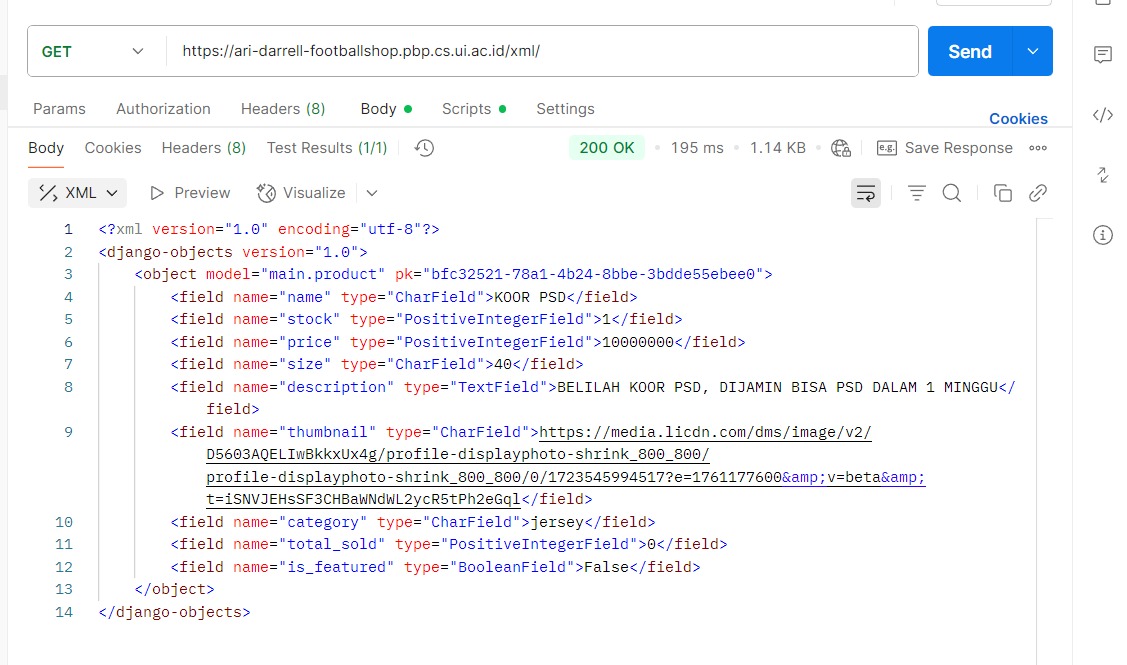 GET
https://ari-darrell-footballshop.pbp.cs.ui.ac.id/xml/
Send
Params Authorization Headers (8) Body Scripts Settings
Cookies
Body Cookies Headers (8) Test Results (1/1) 200 OK 195 ms 1.14 KB e.g. Save Response
XML Preview Visualize
1 <?xml version="1.0" encoding="utf-8"?>
2 <django-objects version="1.0">
3 <object model="main.product" pk="bfc32521-78a1-4b24-8bbe-3bdde55ebee0">
4 <field name="name" type="CharField">KOOR PSD</field>
5 <field name="stock" type="PositiveIntegerField">1</field>
6 <field name="price" type="PositiveIntegerField">10000000</field>
7 <field name="size" type="CharField">40</field>
8 <field name="description" type="TextField">BELILAH KOOR PSD, DIJAMIN BISA PSD DALAM 1 MINGGU</
field>
9 <field name="thumbnail" type="CharField">https://media.licdn.com/dms/image/v2/
D5603AQELIwBkkxUx4g/profile-displayphoto-shrink_800_800/
profile-displayphoto-shrink_800_800/0/1723545994517?e=1761177600&amp;v=beta&amp;
t=iSNVJEHsSF3CHBaWNdWL2ycR5tPh2eGql</field>
10 <field name="category" type="CharField">jersey</field>
11 <field name="total_sold" type="PositiveIntegerField">0</field>
12 <field name="is_featured" type="BooleanField">False</field>
13 </object>
14 </django-objects>